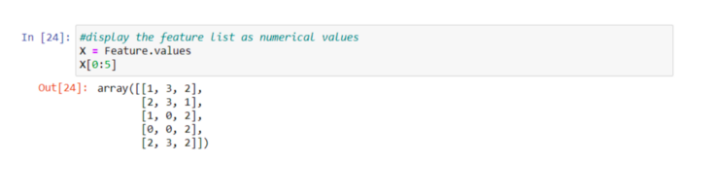 In [24]: #display the feature list as numerical values
X = Feature.values
X[0:5]
Out[24]: array([[1, 3, 2],
[2, 3, 1],
[1, 0, 2],
[0, 0, 2],
[2, 3, 2]])